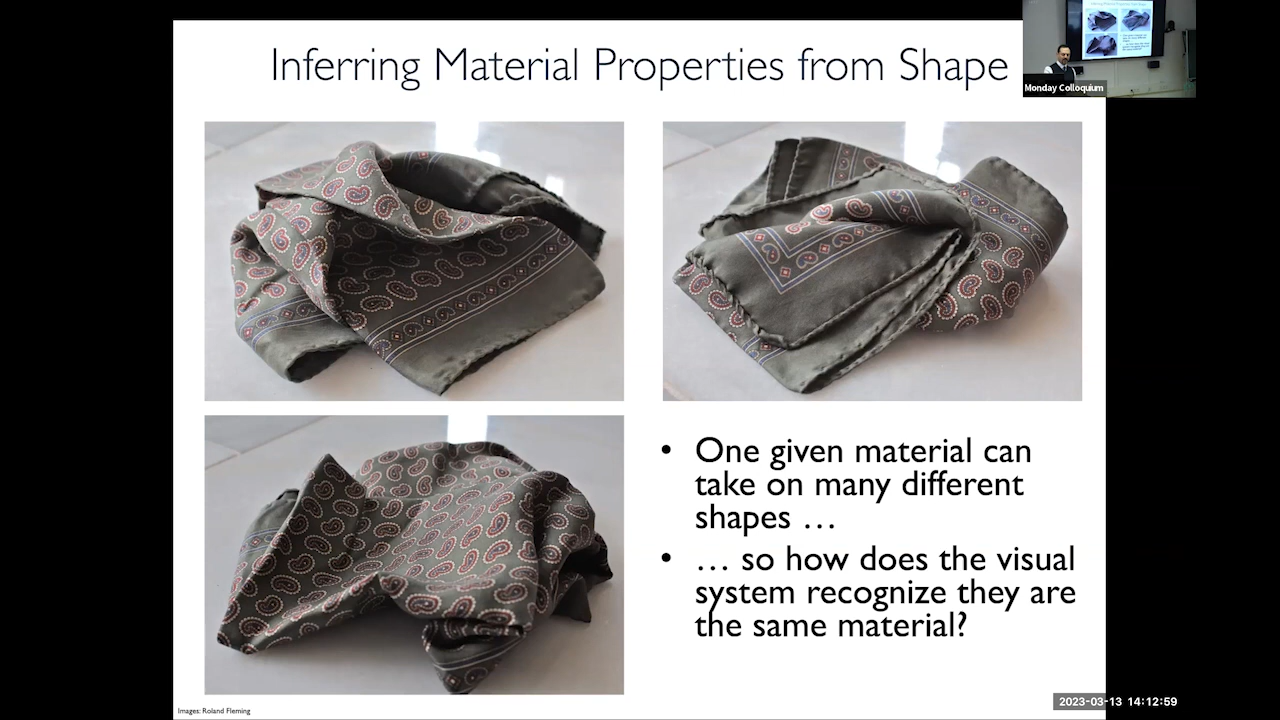 Inferring Material Properties from Shape
Monday Colloquium
• One given material can
take on many different
shapes …
• … so how does the visual
system recognize they are
the same material?
Images: Roland Fleming
2023-03-13 14:12:59